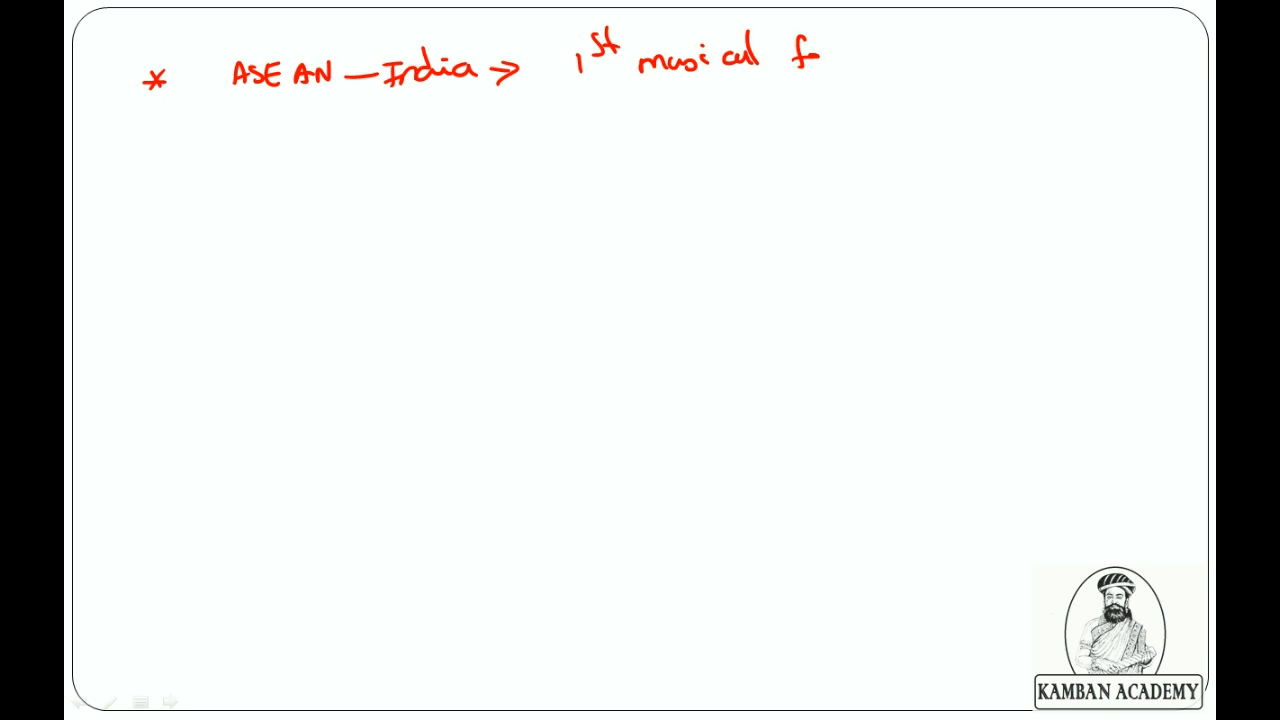 * ASEAN – India → 1st musical f
KAMBAN ACADEMY